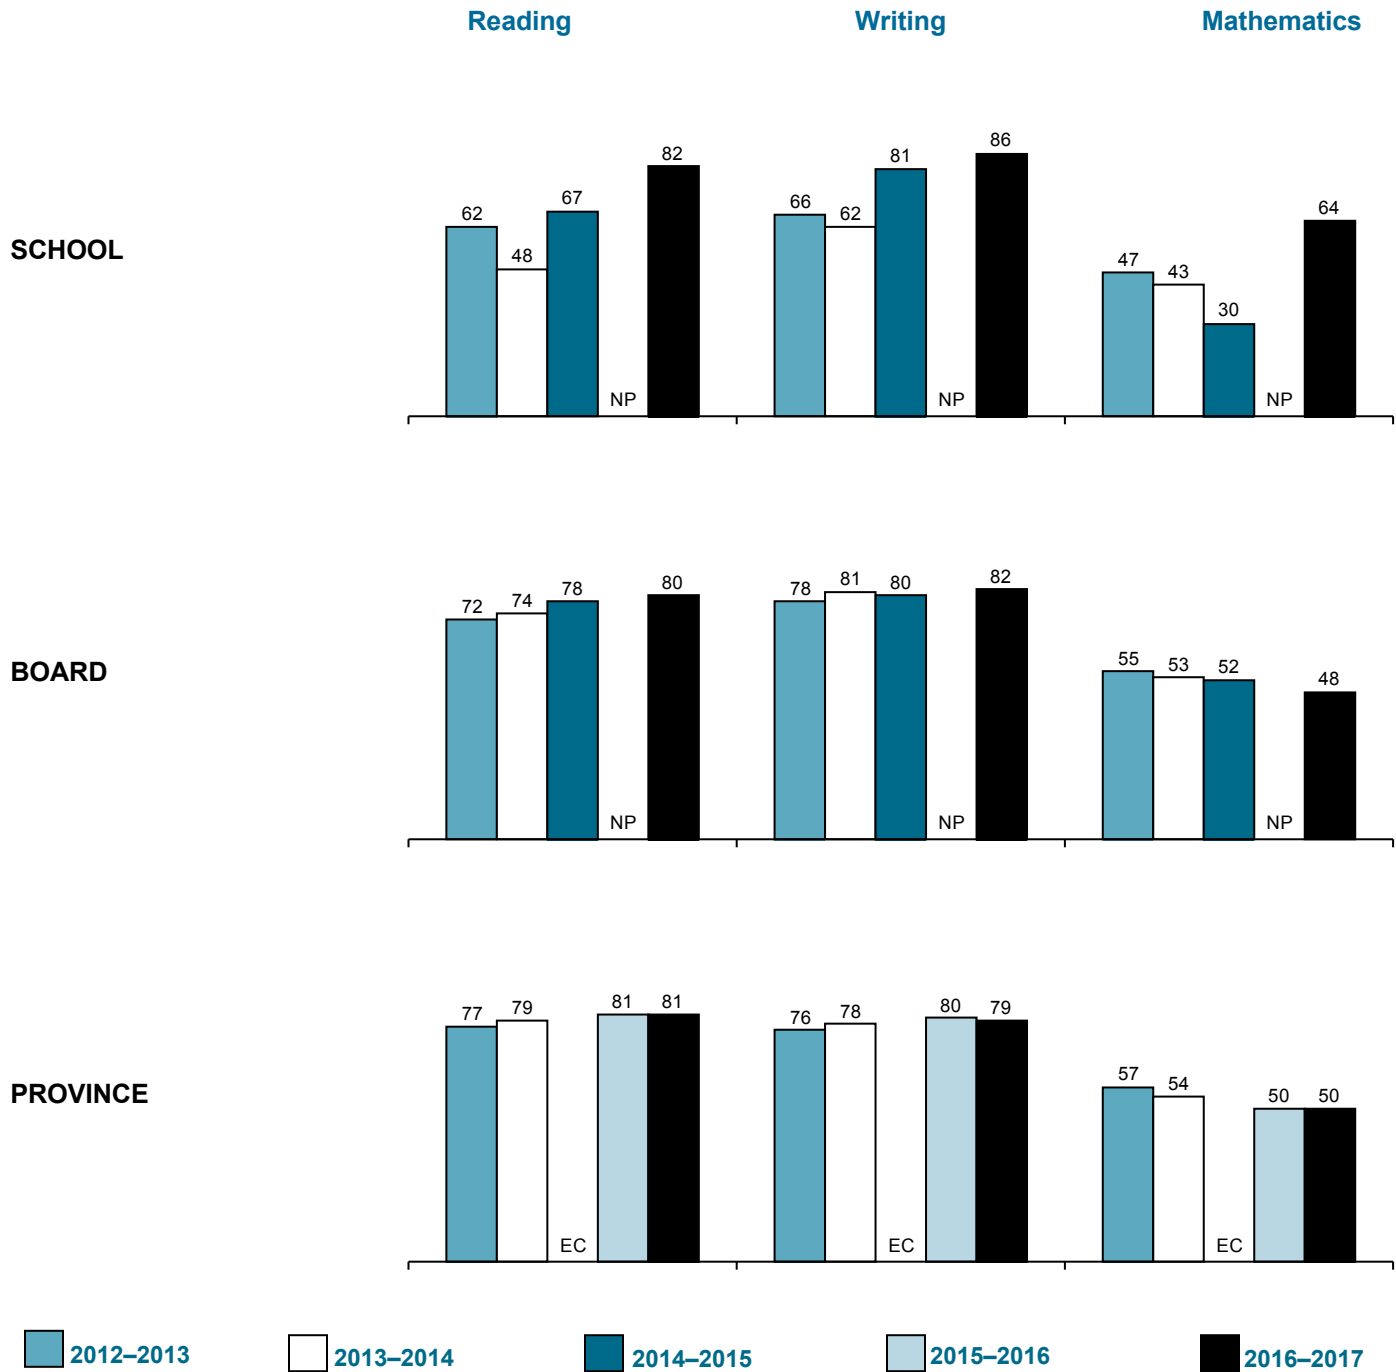 Reading Writing Mathematics
SCHOOL
62 48 67 NP 82
66 62 81 NP 86
47 43 30 NP 64
BOARD
72 74 78 NP 80
78 81 80 NP 82
55 53 52 NP 48
PROVINCE
77 79 EC 81 81
76 78 EC 80 79
57 54 EC 50 50
2012–2013 2013–2014 2014–2015 2015–2016 2016–2017